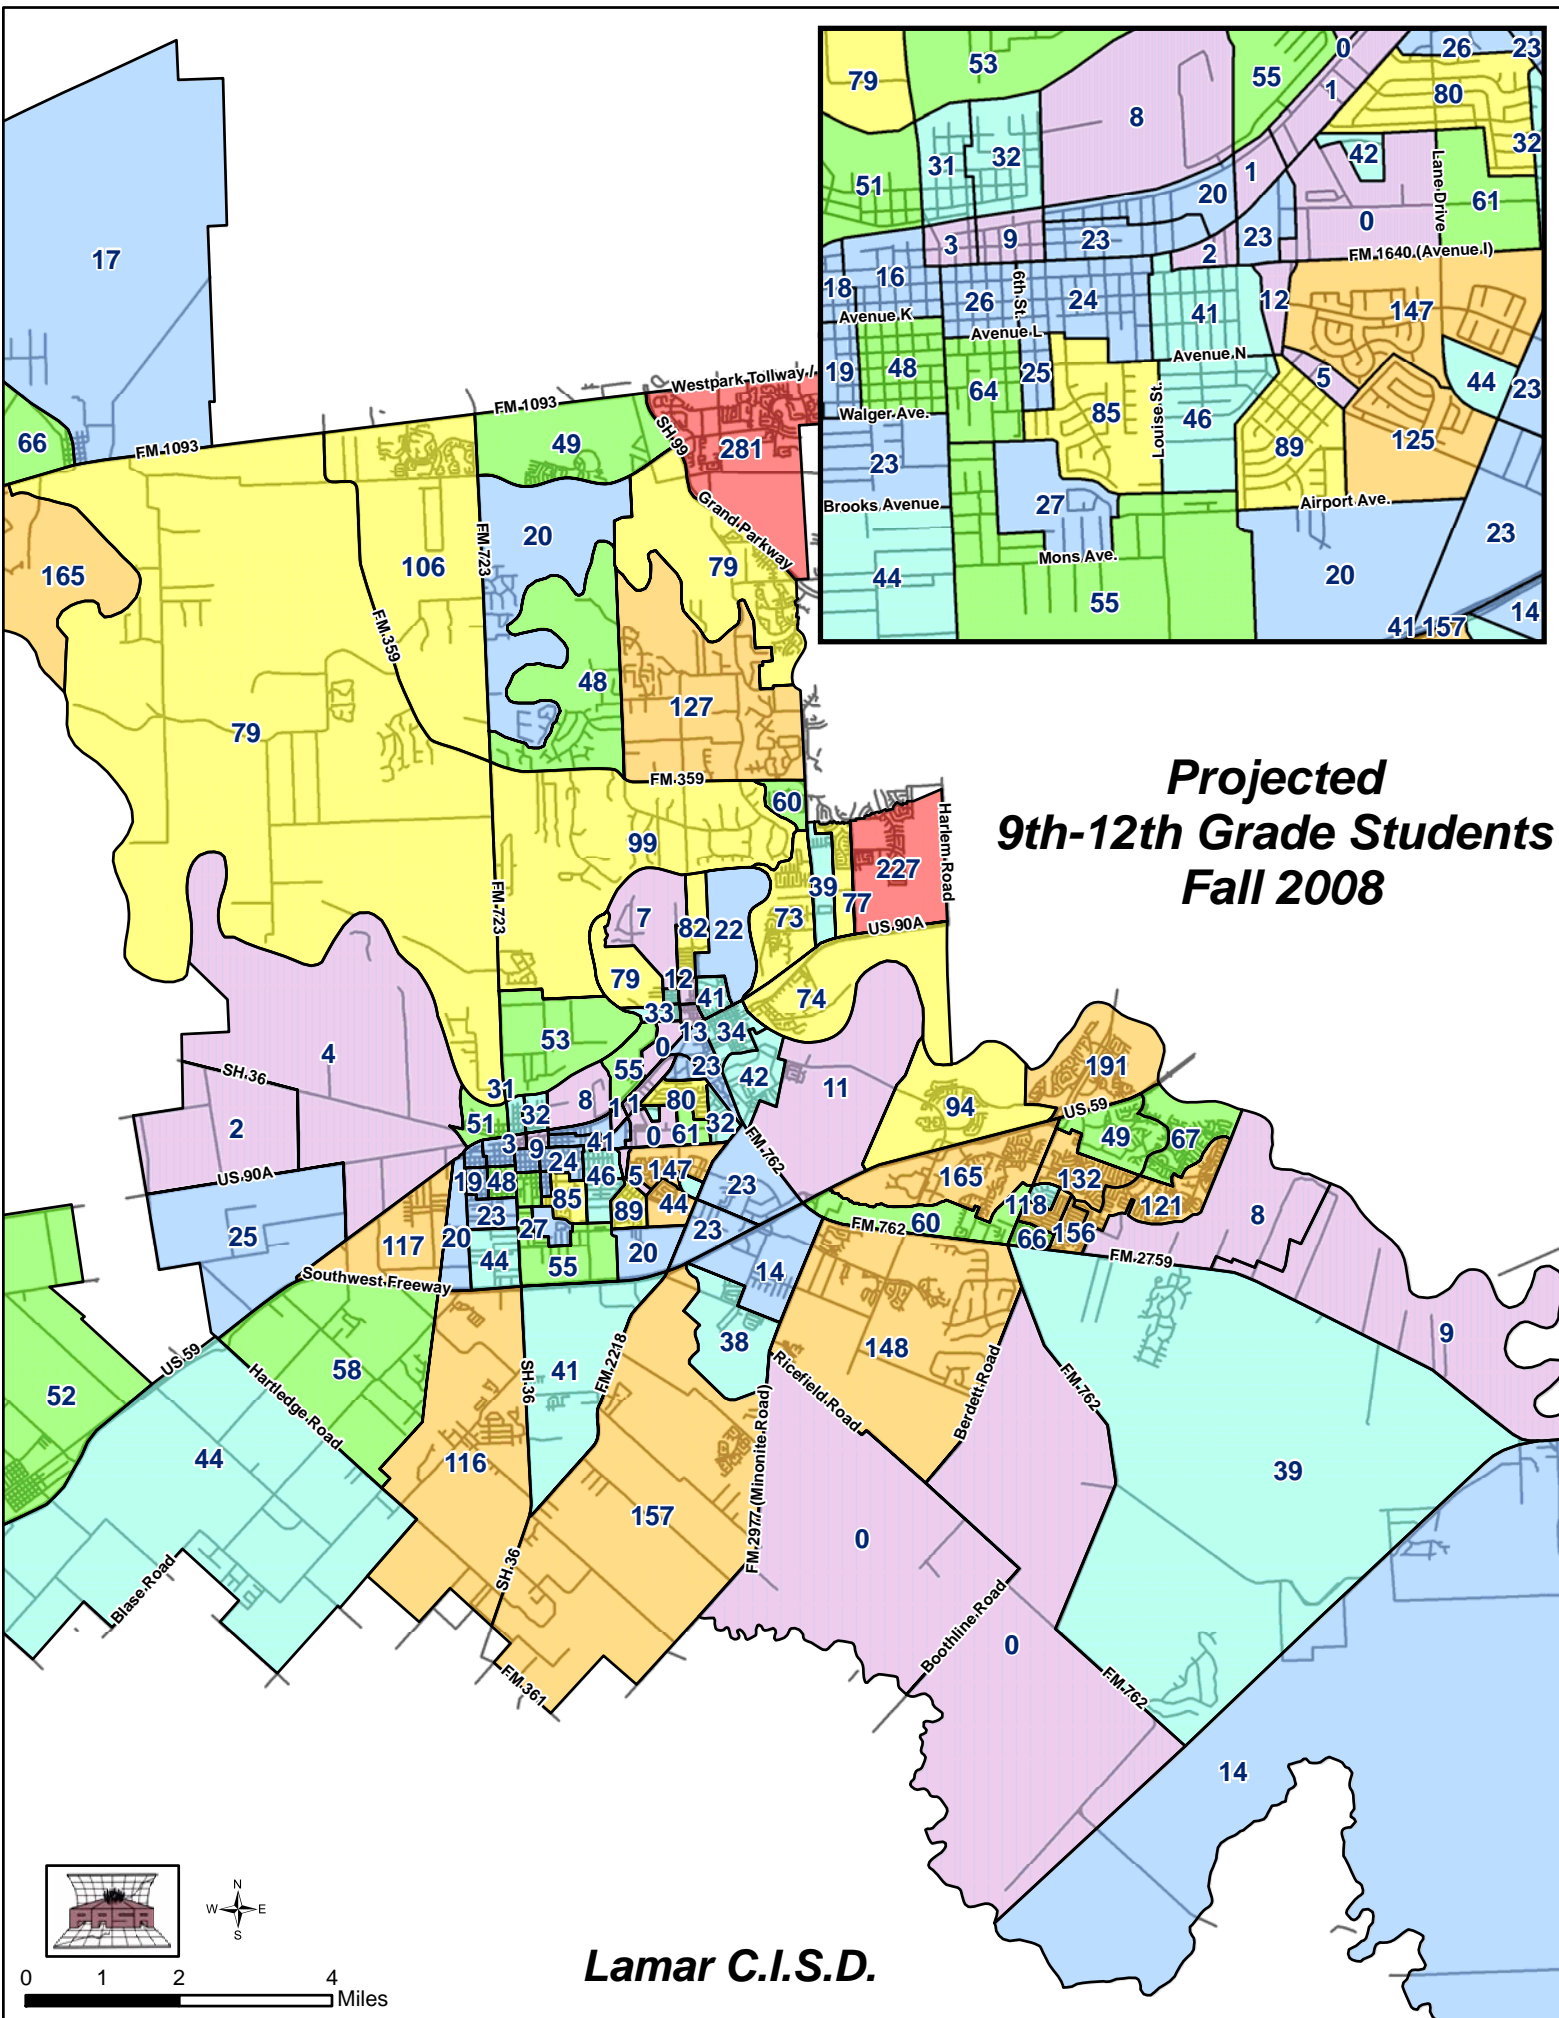 53
0
26
23
79
55
1
80
8
32
31
32
42
1
51
Lane Drive
20
61
0
3
9
23
23
2
FM 1640 (Avenue I)
18
16
6th St.
26
24
12
41
147
Avenue K
Avenue L
Avenue N
19
48
25
5
44
23
64
Louise St.
Walger Ave.
85
46
125
89
23
Brooks Avenue
27
Airport Ave.
23
Mons Ave.
44
20
55
14
41
157
17
Westpark Tollway /
FM 1093
66
FM 1093
49
SH 99
281
Grand Parkway
FM 723
20
165
106
79
FM 359
48
127
79
FM 359
60
Projected
9th-12th Grade Students
Fall 2008
Harlem Road
99
227
39
77
FM 723
7
82
22
73
US 90A
79
12
41
74
33
53
13
34
4
0
SH 36
55
23
42
191
31
11
8
80
94
US 59
51
32
1
1
32
49
67
2
3
9
41
0
61
FM 762
24
US 90A
19
48
46
5
147
165
132
23
118
121
85
44
8
23
89
25
27
23
FM 762
60
156
117
20
66
44
20
FM 2759
55
14
Southwest Freeway
9
38
148
US 59
58
SH 36
41
FM 2218
52
Hartledge Road
Ricefield Road
Berdett Road
FM 762
44
116
39
157
FM 2977 (Minonite Road)
0
SH 36
Blase Road
Boothline Road
0
FM 762
FM 361
14
PASA
N
W
E
S
Lamar C.I.S.D.
0
1
2
4
Miles